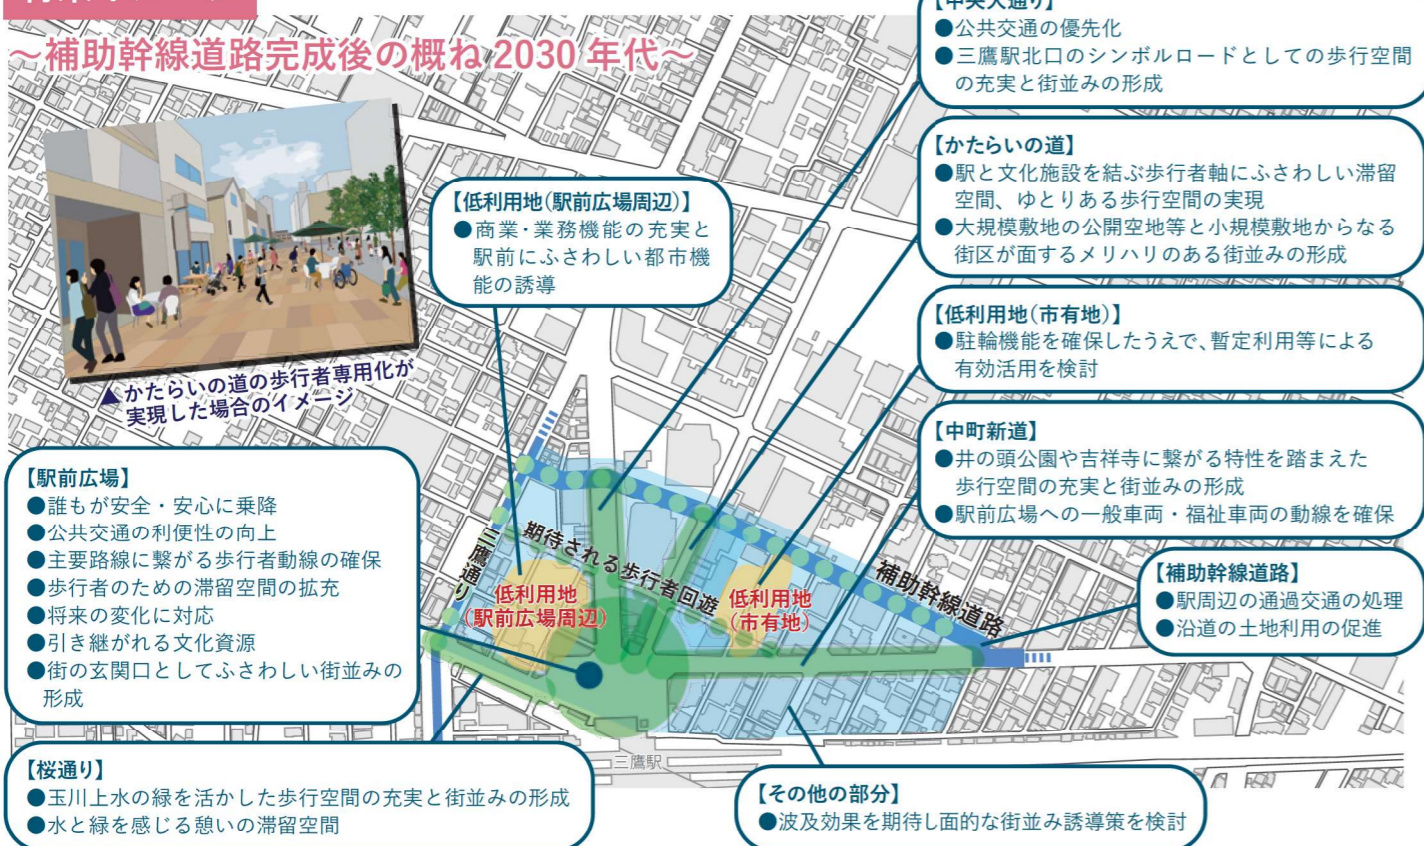 ～補助幹線道路完成後の概ね2030年代～
▲かたらいの道の歩行者専用化が
実現した場合のイメージ
【中央大通り】
●公共交通の優先化
●三鷹駅北口のシンボルロードとしての歩行空間
の充実と街並みの形成
【かたらいの道】
●駅と文化施設を結ぶ歩行者軸にふさわしい滞留
空間、ゆとりある歩行空間の実現
●大規模敷地の公開空地等と小規模敷地からなる
街区が面するメリハリのある街並みの形成
【低利用地(駅前広場周辺)】
●商業・業務機能の充実と
駅前にふさわしい都市機
能の誘導
【低利用地(市有地)】
●駐輪機能を確保したうえで、暫定利用等による
有効活用を検討
【中町新道】
●井の頭公園や吉祥寺に繋がる特性を踏まえた
歩行空間の充実と街並みの形成
●駅前広場への一般車両・福祉車両の動線を確保
【駅前広場】
●誰もが安全・安心に乗降
●公共交通の利便性の向上
●主要路線に繋がる歩行者動線の確保
●歩行者のための滞留空間の拡充
●将来の変化に対応
●引き継がれる文化資源
●街の玄関口としてふさわしい街並みの
形成
三鷹通り
期待される歩行者回遊
低利用地
(駅前広場周辺)
低利用地
(市有地)
補助幹線道路
【補助幹線道路】
●駅周辺の通過交通の処理
●沿道の土地利用の促進
三鷹駅
【桜通り】
●玉川上水の緑を活かした歩行空間の充実と街並みの形成
●水と緑を感じる憩いの滞留空間
【その他の部分】
●波及効果を期待し面的な街並み誘導策を検討